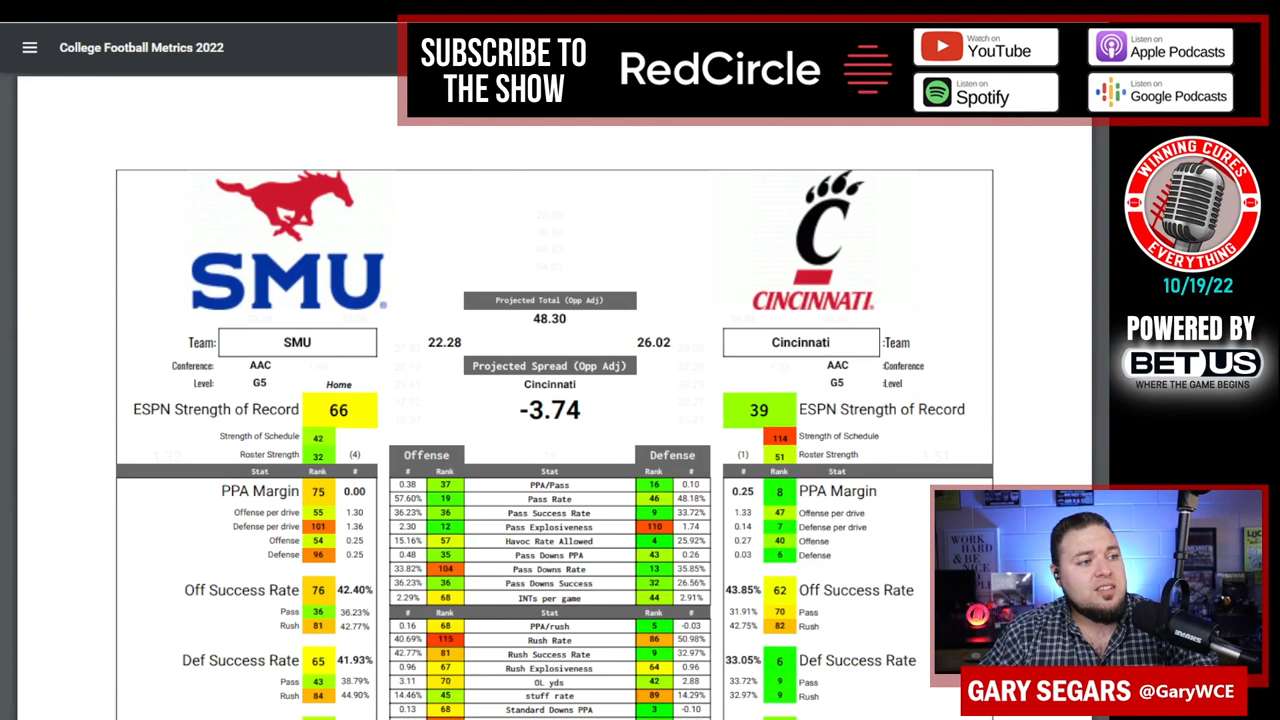 College Football Metrics 2022
SUBSCRIBE TO
THE SHOW
RedCircle
Watch on
YouTube
Listen on
Spotify
Listen on
Apple Podcasts
Listen on
Google Podcasts
WINNING CURES
EVERYTHING
10/19/22
POWERED BY
BETUS
WHERE THE GAME BEGINS
SMU
CINCINNATI
Projected Total (Opp Adj)
48.30
Team: SMU 22.28 26.02 Cincinnati :Team
Projected Spread (Opp Adj)
Conference: AAC AAC :Conference
Level: G5 Home Cincinnati G5 :Level
ESPN Strength of Record 66 -3.74 39 ESPN Strength of Record
Strength of Schedule 42 114 Strength of Schedule
Roster Strength 32 (4) Offense Defense (1) 51 Roster Strength
Stat Rank # # Rank Stat Rank # # Rank Stat
PPA Margin 75 0.00 0.25 8 PPA Margin
Offense per drive 55 1.30 1.33 47 Offense per drive
Defense per drive 101 1.36 0.14 7 Defense per drive
Offense 54 0.25 0.27 40 Offense
Defense 96 0.25 0.03 6 Defense
Off Success Rate 76 42.40% 43.85% 62 Off Success Rate
Pass 36 36.23% 31.91% 70 Pass
Rush 81 42.77% 42.75% 82 Rush
Def Success Rate 65 41.93% 33.05% 6 Def Success Rate
Pass 43 38.79% 33.72% 9 Pass
Rush 84 44.90% 32.97% 9 Rush
0.38 37 PPA/Pass 16 0.10
57.60% 19 Pass Rate 46 48.18%
36.23% 36 Pass Success Rate 9 33.72%
2.30 12 Pass Explosiveness 110 1.74
15.16% 57 Havoc Rate Allowed 4 25.92%
0.48 35 Pass Downs PPA 43 0.26
33.82% 104 Pass Downs Rate 13 35.85%
36.23% 36 Pass Downs Success 32 26.56%
2.29% 68 INTs per game 44 2.91%
# Rank Stat Rank #
0.16 68 PPA/rush 5 -0.03
40.69% 115 Rush Rate 86 50.98%
42.77% 81 Rush Success Rate 9 32.97%
0.96 67 Rush Explosiveness 64 0.96
3.11 70 OL yds 42 2.88
14.46% 45 stuff rate 89 14.29%
0.13 68 Standard Downs PPA 3 -0.10
GARY SEGARS @GaryWCE